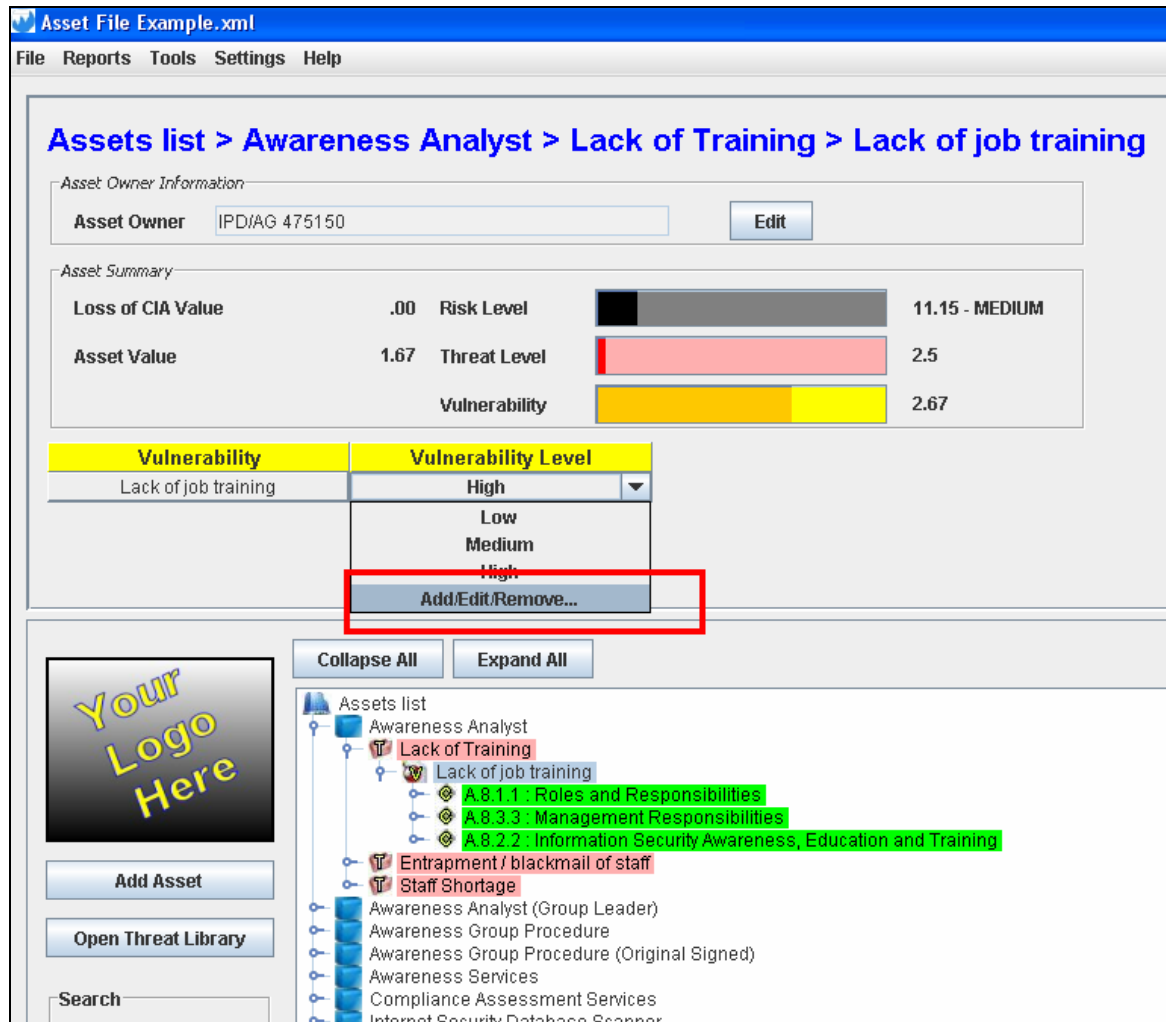 Asset File Example.xml
File Reports Tools Settings Help
Assets list > Awareness Analyst > Lack of Training > Lack of job training
Asset Owner Information
Asset Owner IPD/AG 475150 Edit
Asset Summary
Loss of CIA Value .00 Risk Level 11.15 - MEDIUM
Asset Value 1.67 Threat Level 2.5
Vulnerability 2.67
Vulnerability Vulnerability Level
Lack of job training High
Low
Medium
High
Add/Edit/Remove...
Collapse All Expand All
Your
Logo
Here
Assets list
Awareness Analyst
T Lack of Training
V Lack of job training
A.8.1.1 : Roles and Responsibilities
A.8.3.3 : Management Responsibilities
A.8.2.2 : Information Security Awareness, Education and Training
T Entrapment / blackmail of staff
T Staff Shortage
Awareness Analyst (Group Leader)
Awareness Group Procedure
Awareness Group Procedure (Original Signed)
Awareness Services
Compliance Assessment Services
Internet Security Database Scanner
Add Asset
Open Threat Library
Search